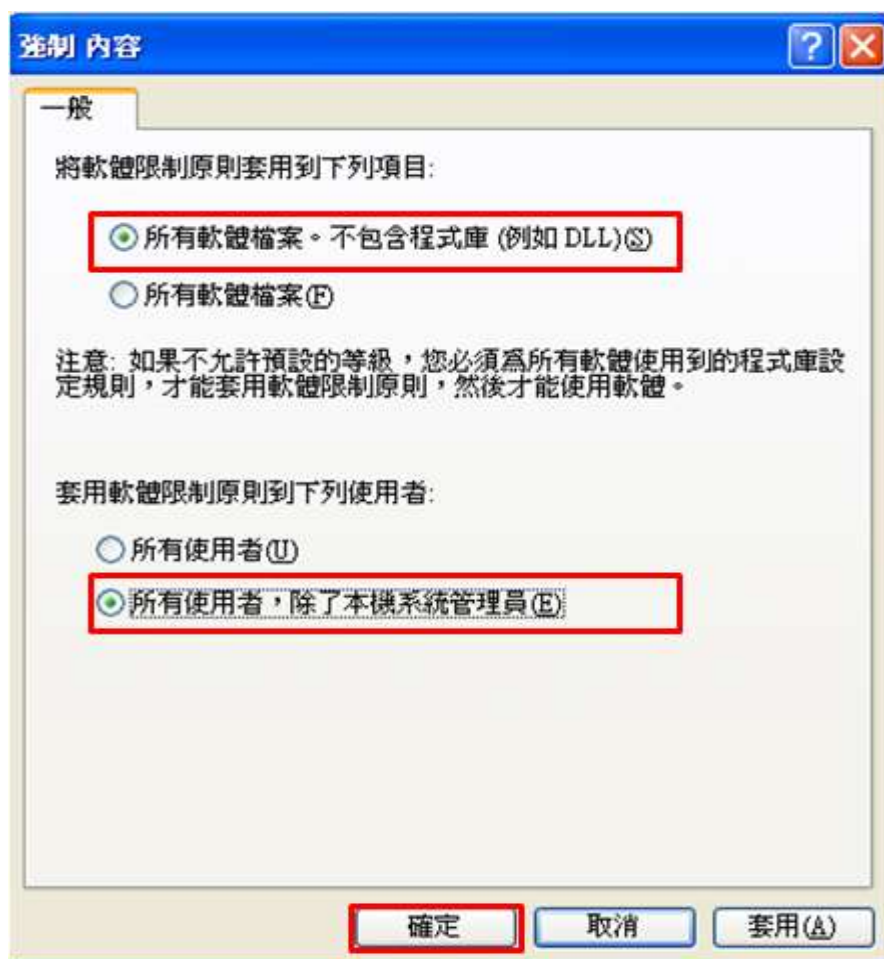 強制 內容
一般
將軟體限制原則套用到下列項目:
所有軟體檔案。不包含程式庫 (例如 DLL)(S)
所有軟體檔案(F)
注意: 如果不允許預設的等級，您必須為所有軟體使用到的程式庫設
定規則，才能套用軟體限制原則，然後才能使用軟體。
套用軟體限制原則到下列使用者:
所有使用者(U)
所有使用者，除了本機系統管理員(E)
確定 取消 套用(A)